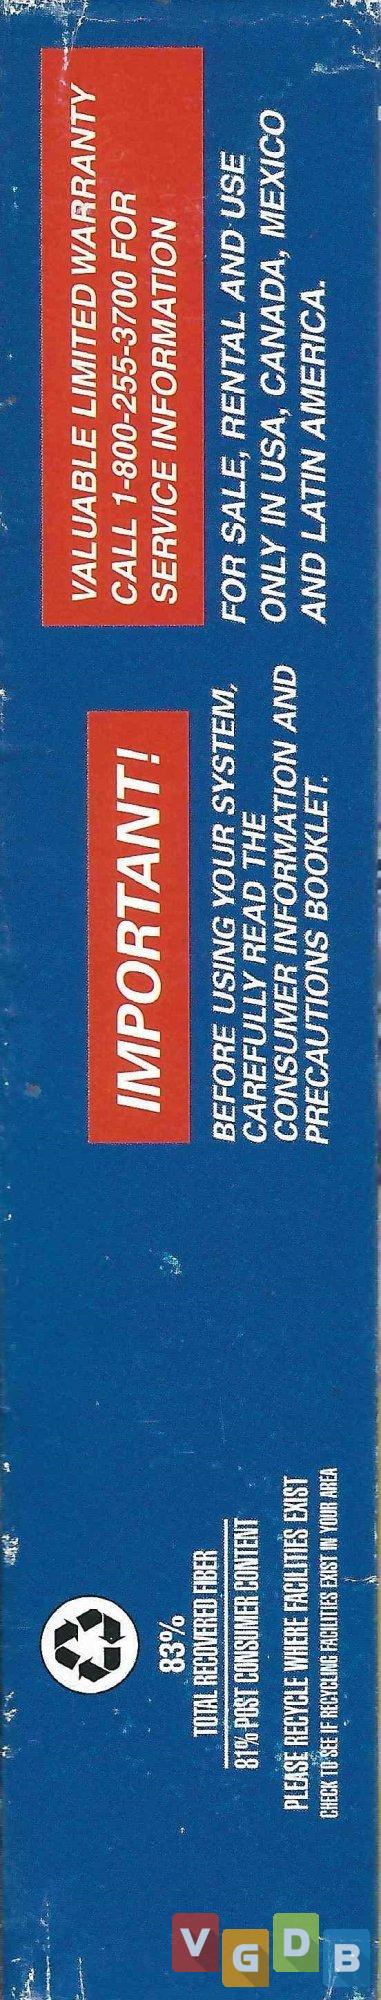 83%
TOTAL RECOVERED FIBER
81% POST CONSUMER CONTENT
PLEASE RECYCLE WHERE FACILITIES EXIST
CHECK TO SEE IF RECYCLING FACILITIES EXIST IN YOUR AREA
IMPORTANT!
BEFORE USING YOUR SYSTEM,
CAREFULLY READ THE
CONSUMER INFORMATION AND
PRECAUTIONS BOOKLET.
VALUABLE LIMITED WARRANTY
CALL 1-800-255-3700 FOR
SERVICE INFORMATION
FOR SALE, RENTAL AND USE
ONLY IN USA, CANADA, MEXICO
AND LATIN AMERICA.
VGDB